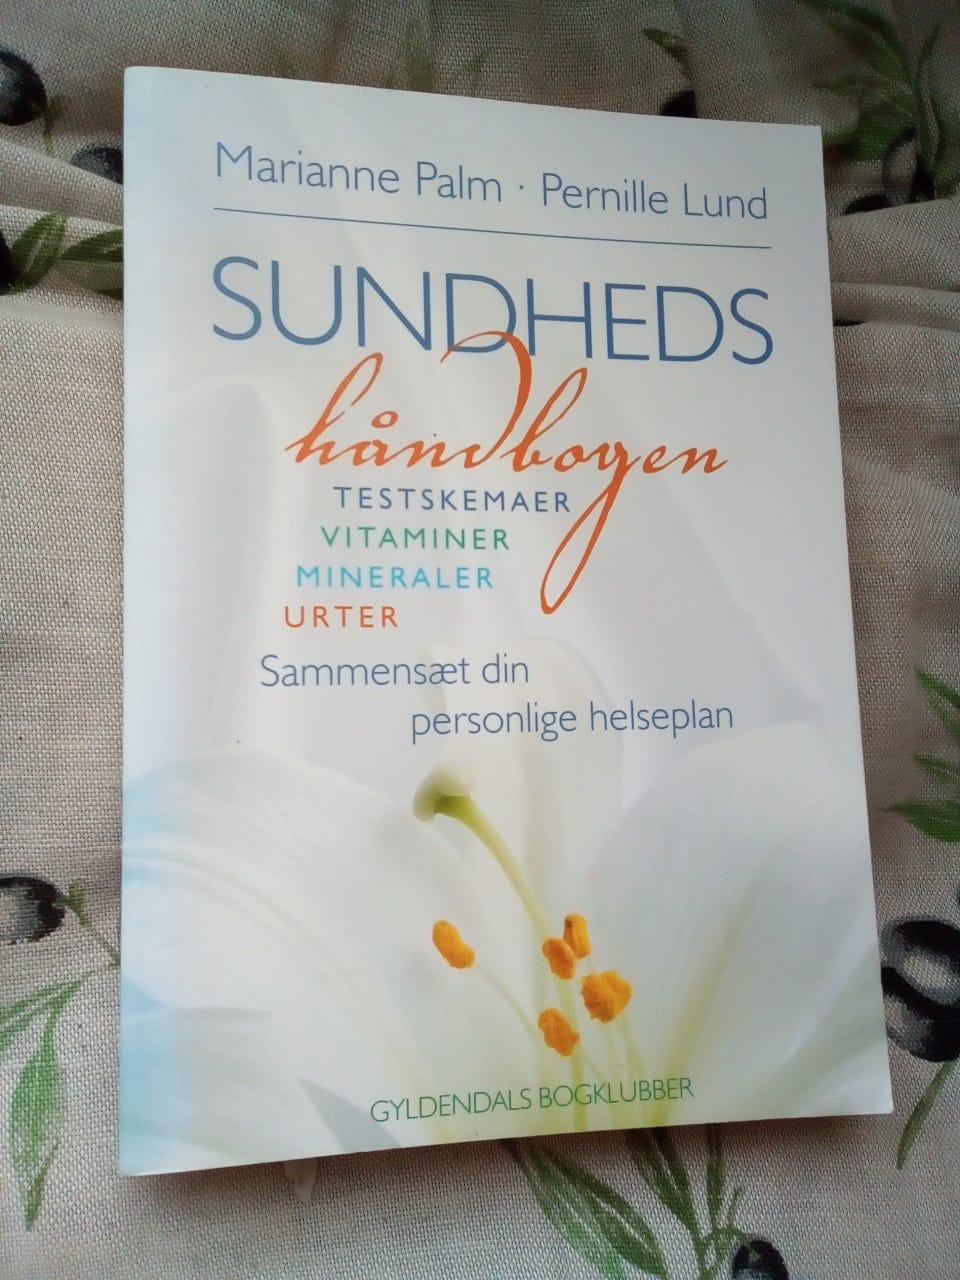 Marianne Palm · Pernille Lund
SUNDHEDS
håndbogen
TESTSKEMAER
VITAMINER
MINERALER
URTER
Sammensæt din
personlige helseplan
GYLDENDALS BOGKLUBBER